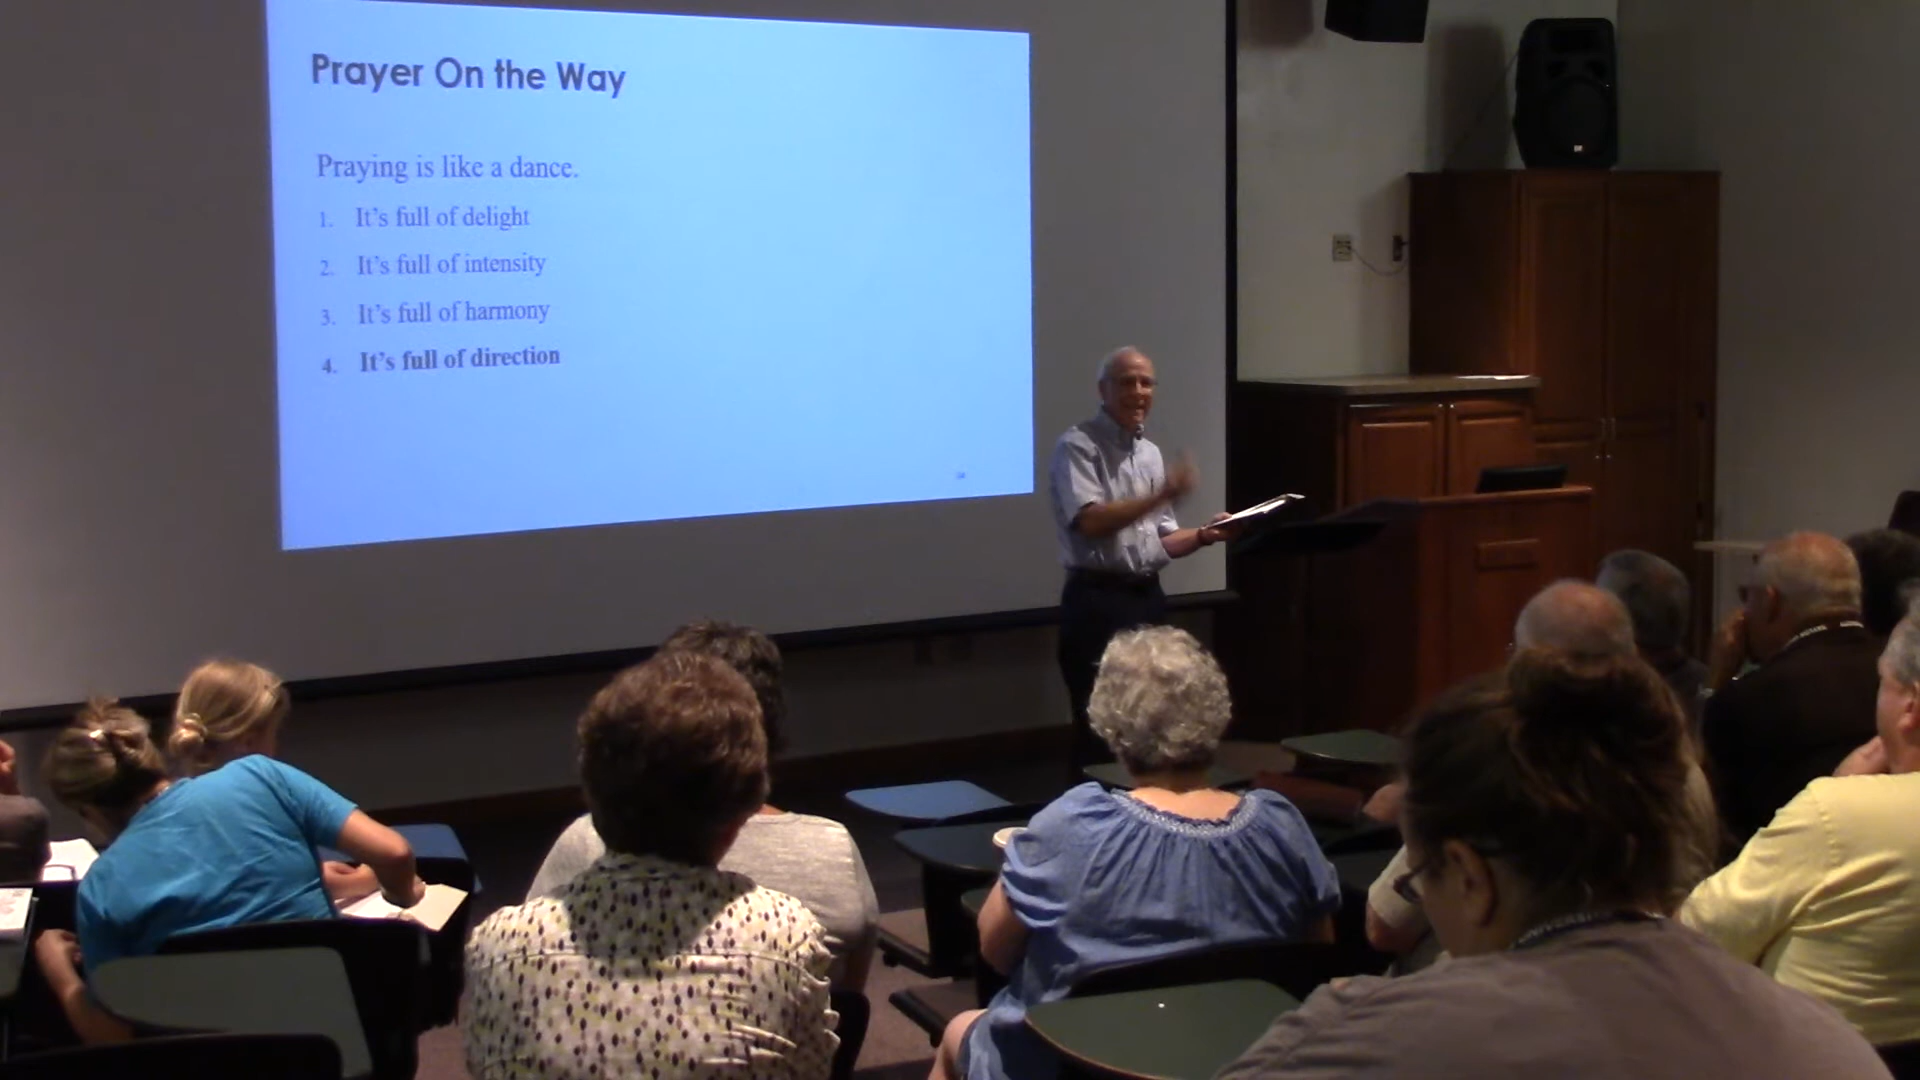 Prayer On the Way
Praying is like a dance.
1. It's full of delight
2. It's full of intensity
3. It's full of harmony
4. It's full of direction